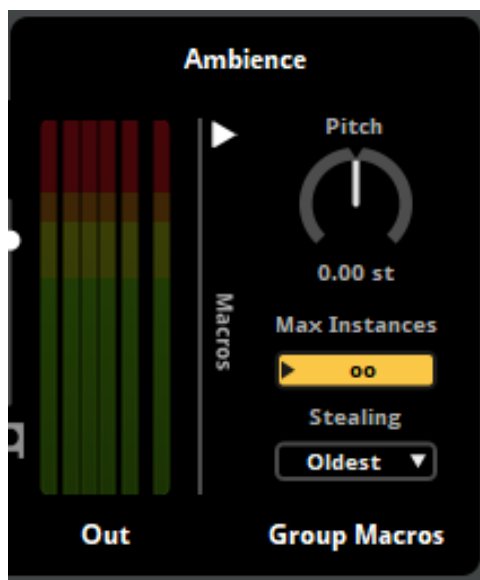 Ambience
Pitch
0.00 st
Macros
Max Instances
oo
Stealing
Oldest
Out
Group Macros